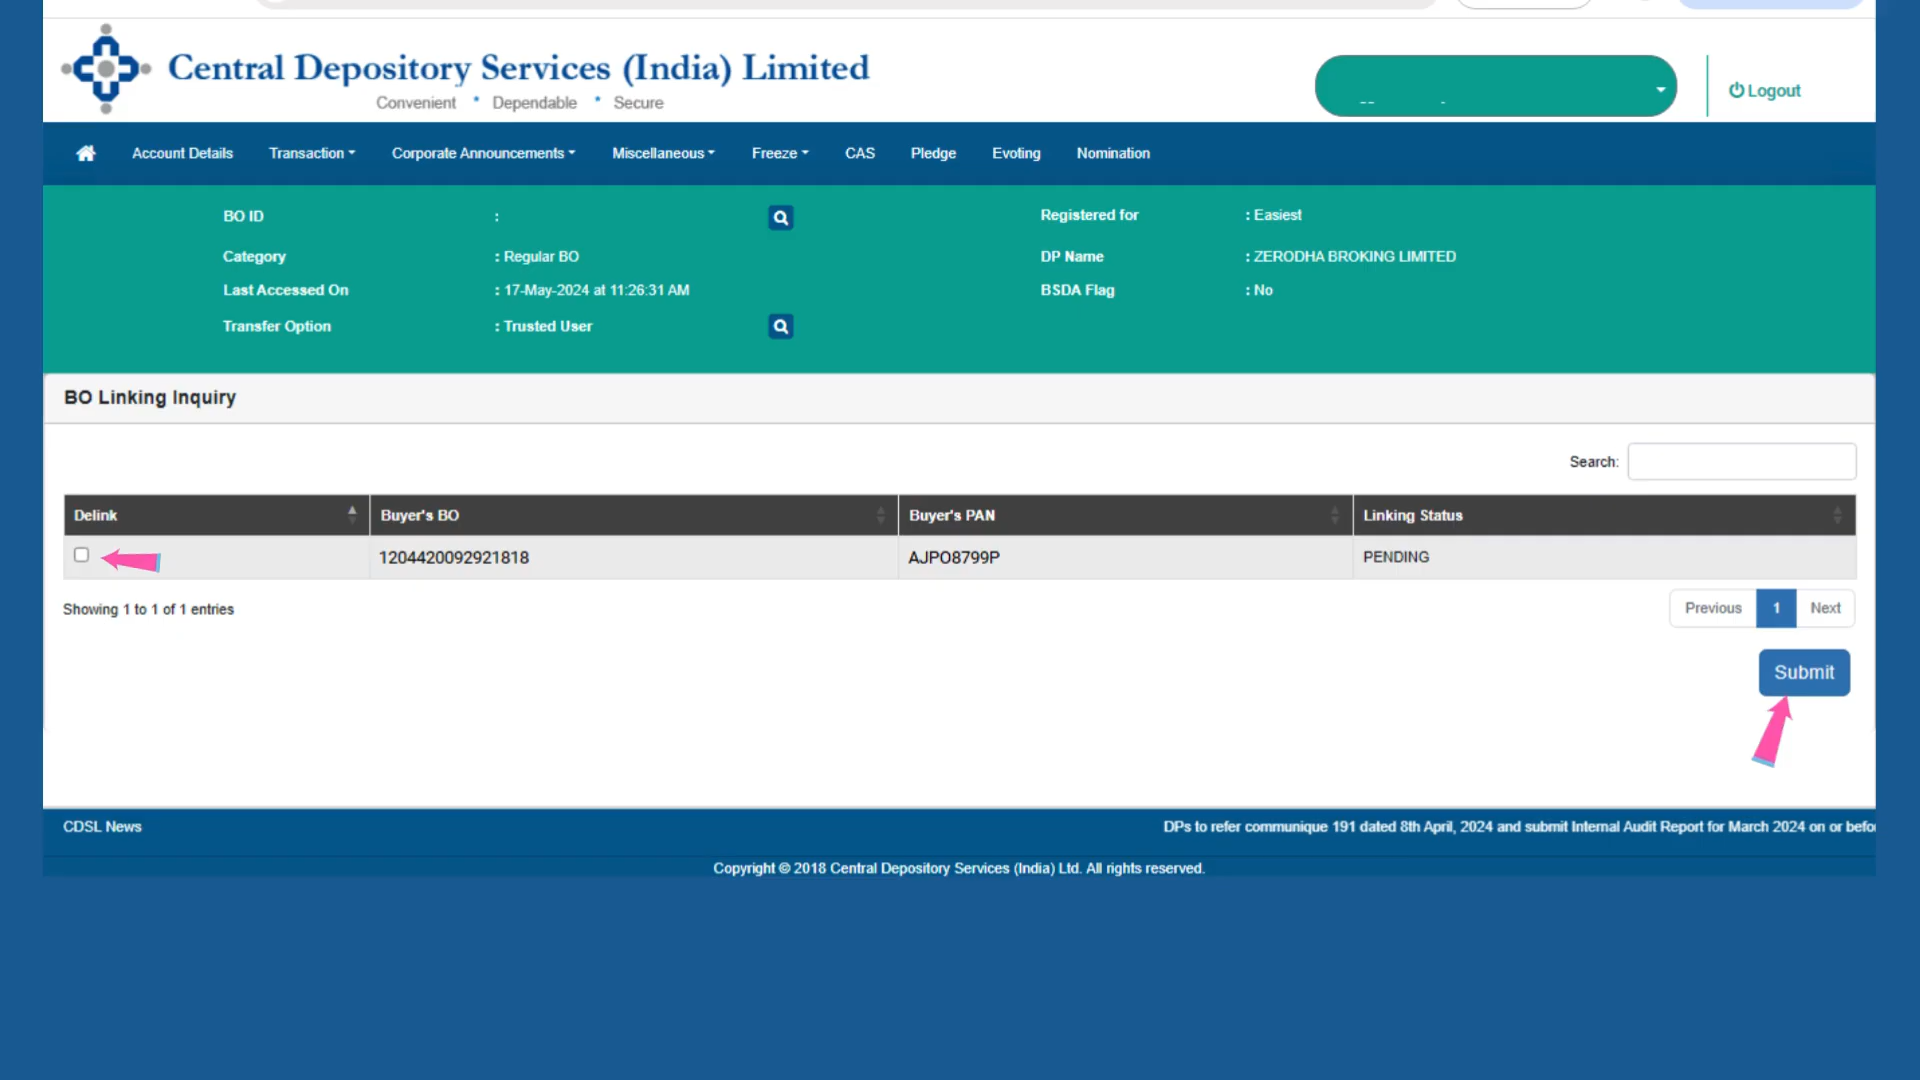 Central Depository Services (India) Limited
Convenient * Dependable * Secure
Logout
Account Details Transaction Corporate Announcements Miscellaneous Freeze CAS Pledge Evoting Nomination
BO ID : Registered for : Easiest
Category : Regular BO DP Name : ZERODHA BROKING LIMITED
Last Accessed On : 17-May-2024 at 11:26:31 AM BSDA Flag : No
Transfer Option : Trusted User
BO Linking Inquiry
Search:
Delink Buyer's BO Buyer's PAN Linking Status
1204420092921818 AJPO8799P PENDING
Showing 1 to 1 of 1 entries Previous 1 Next
Submit
CDSL News DPs to refer communique 191 dated 8th April, 2024 and submit Internal Audit Report for March 2024 on or befo
Copyright © 2018 Central Depository Services (India) Ltd. All rights reserved.